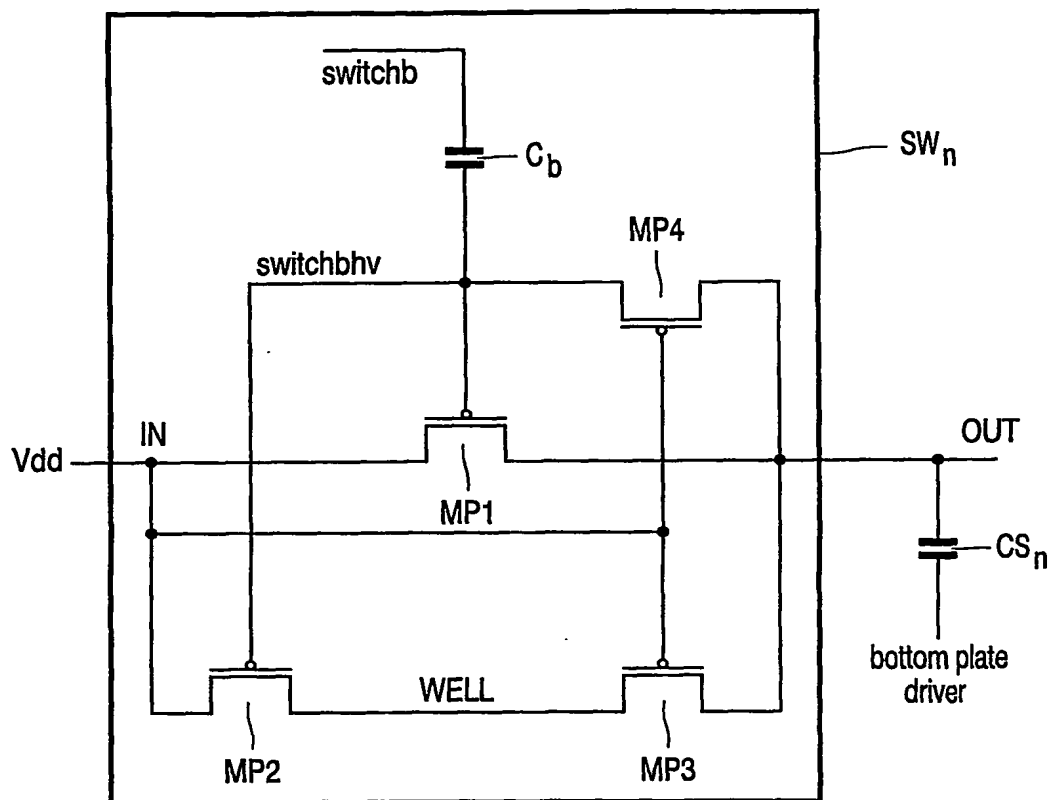 switchb
C_b
SW_n
MP4
switchbhv
IN
OUT
Vdd
MP1
CS_n
bottom plate
driver
WELL
MP2
MP3